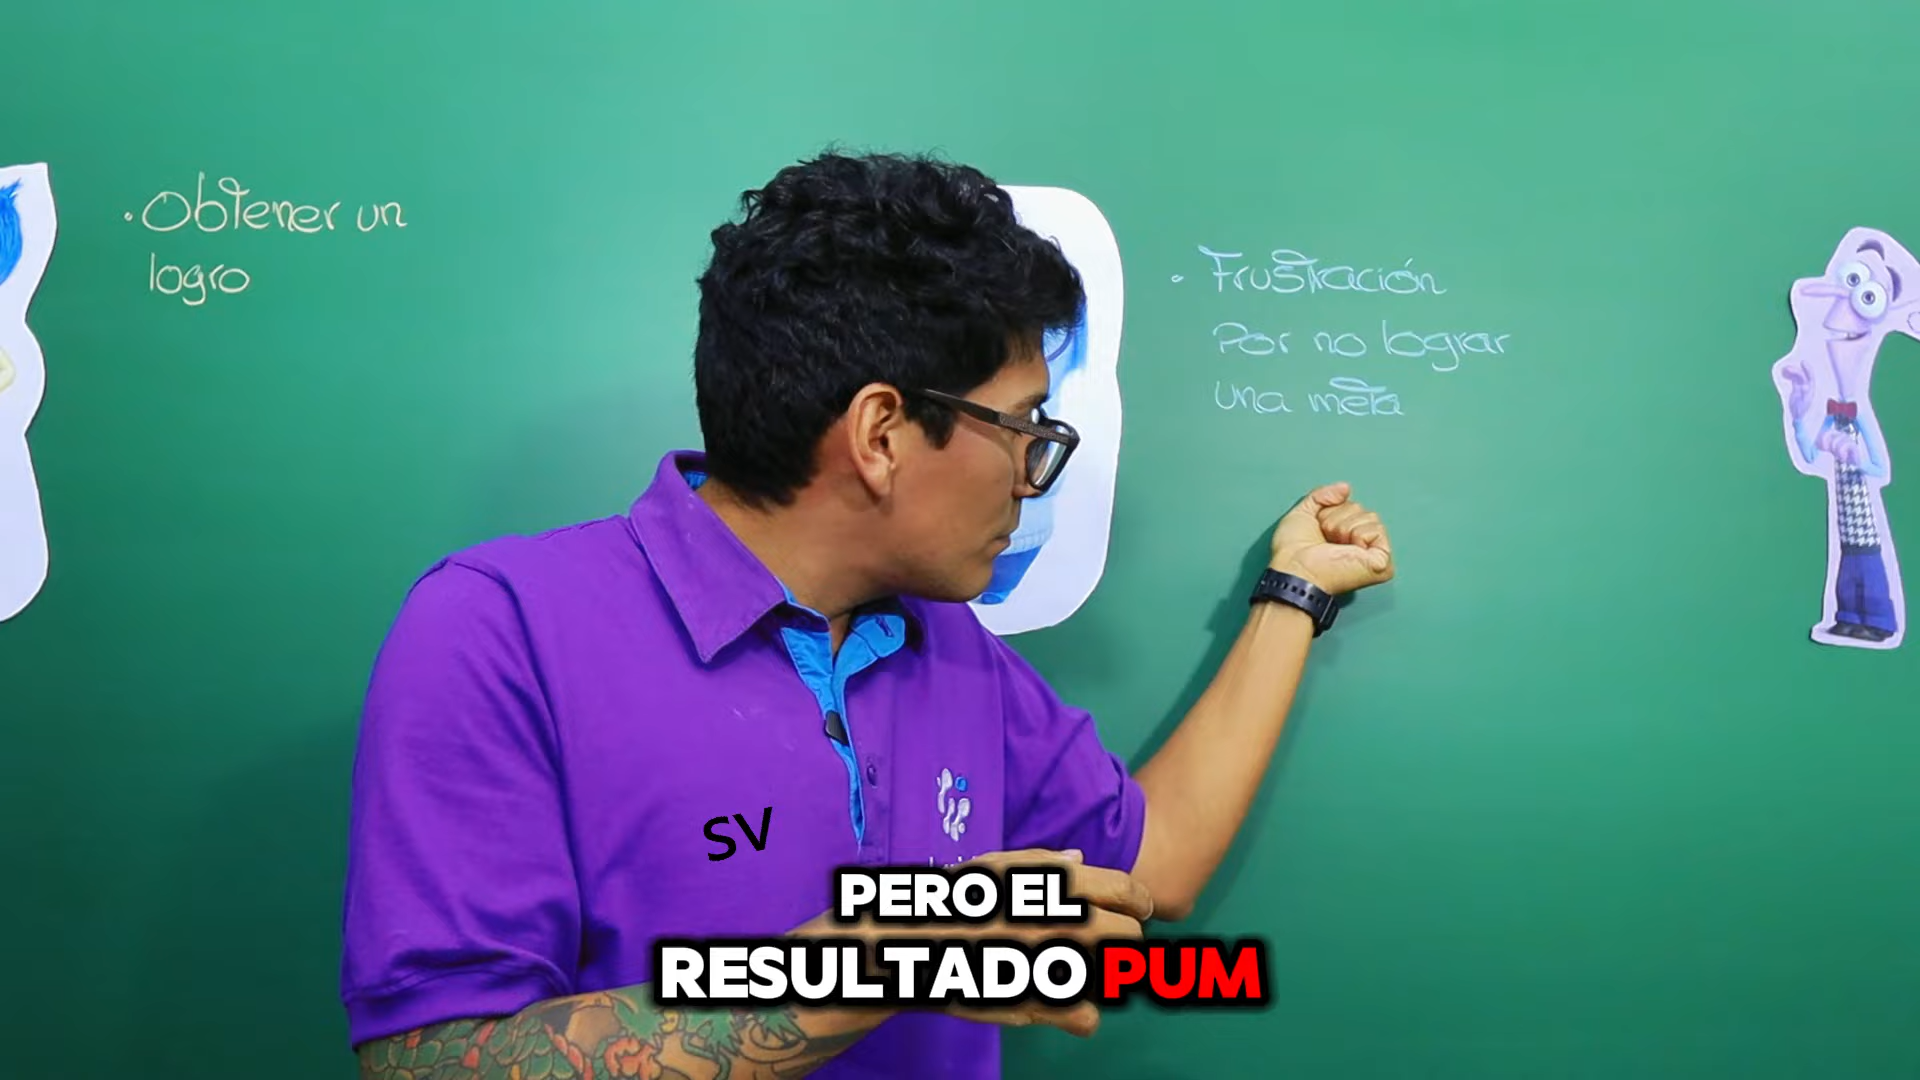 · Obtener un
logro
· Frustración
Por no lograr
una meta
SV
PERO EL
RESULTADO PUM